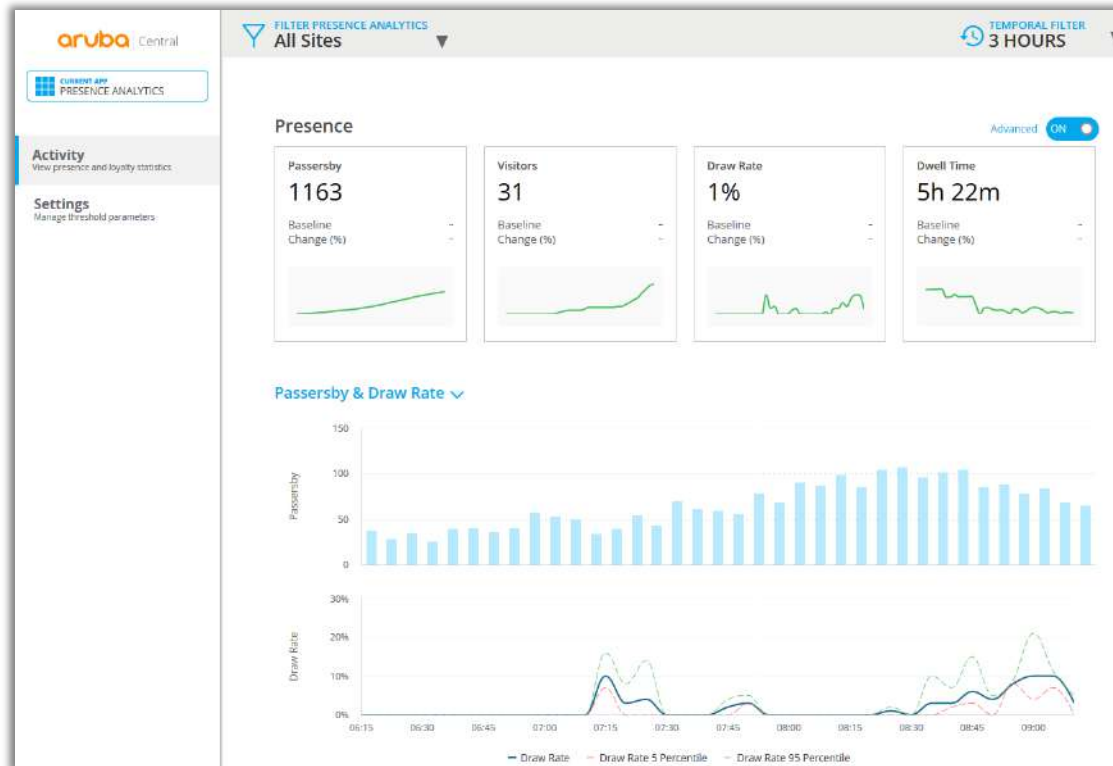 aruba Central
FILTER PRESENCE ANALYTICS
All Sites
TEMPORAL FILTER
3 HOURS
CURRENT APP
PRESENCE ANALYTICS
Activity
View presence and loyalty statistics
Settings
Manage threshold parameters
Presence
Advanced ON
Passersby
1163
Baseline -
Change (%) -
Visitors
31
Baseline -
Change (%) -
Draw Rate
1%
Baseline -
Change (%) -
Dwell Time
5h 22m
Baseline -
Change (%) -
Passersby & Draw Rate
Passersby
150
100
50
0
Draw Rate
30%
20%
10%
0%
06:15 06:30 06:45 07:00 07:15 07:30 07:45 08:00 08:15 08:30 08:45 09:00
Draw Rate Draw Rate 5 Percentile Draw Rate 95 Percentile